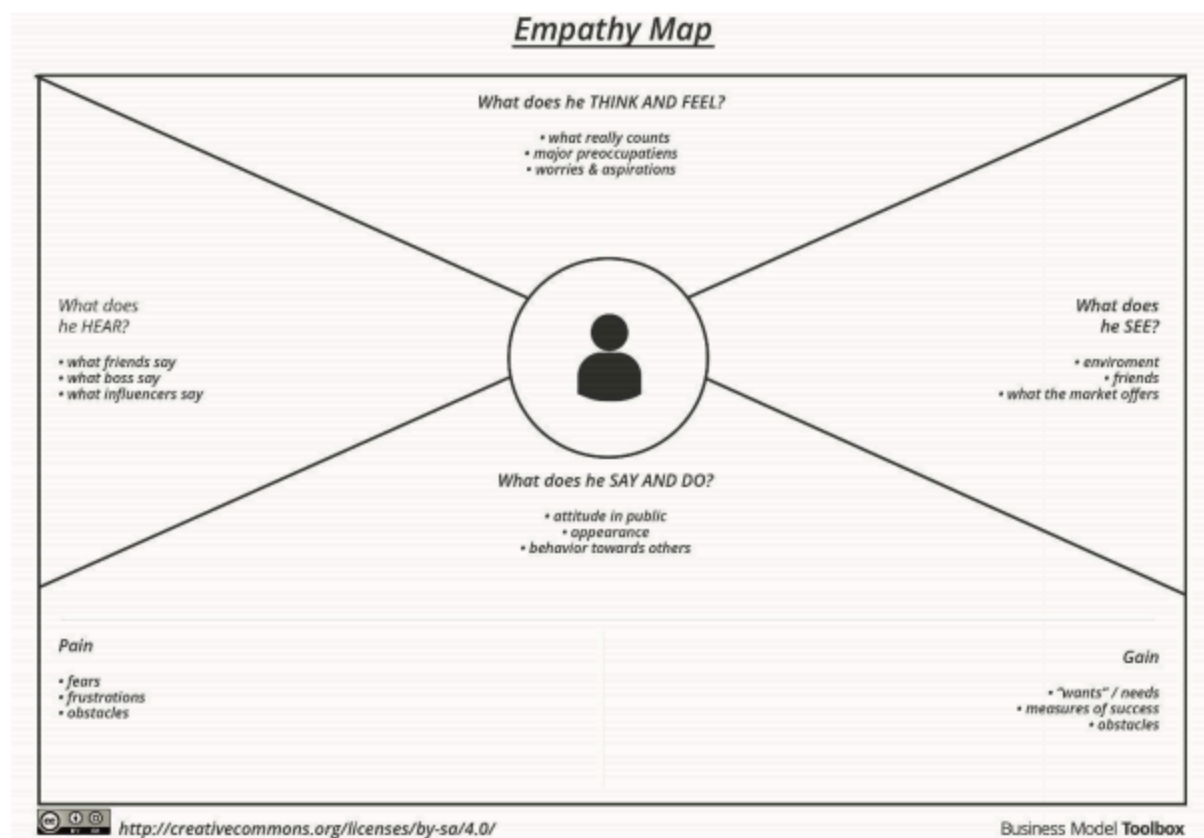 Empathy Map
What does he THINK AND FEEL?
• what really counts
• major preoccupatiens
• worries & aspirations
What does
he HEAR?
• what friends say
• what boss say
• what influencers say
What does
he SEE?
• enviroment
• friends
• what the market offers
What does he SAY AND DO?
• attitude in public
• appearance
• behavior towards others
Pain
• fears
• frustrations
• obstacles
Gain
• "wants" / needs
• measures of success
• obstacles
cc
http://creativecommons.org/licenses/by-sa/4.0/
Business Model Toolbox